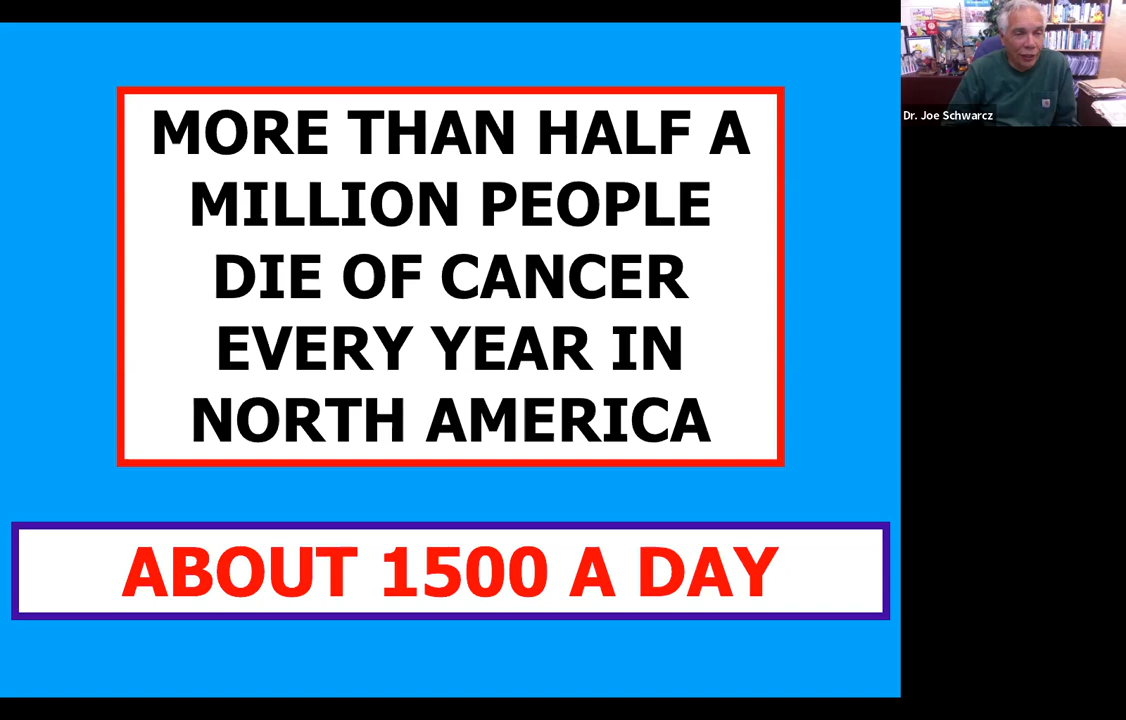 MORE THAN HALF A
MILLION PEOPLE
DIE OF CANCER
EVERY YEAR IN
NORTH AMERICA
ABOUT 1500 A DAY
Dr. Joe Schwarcz